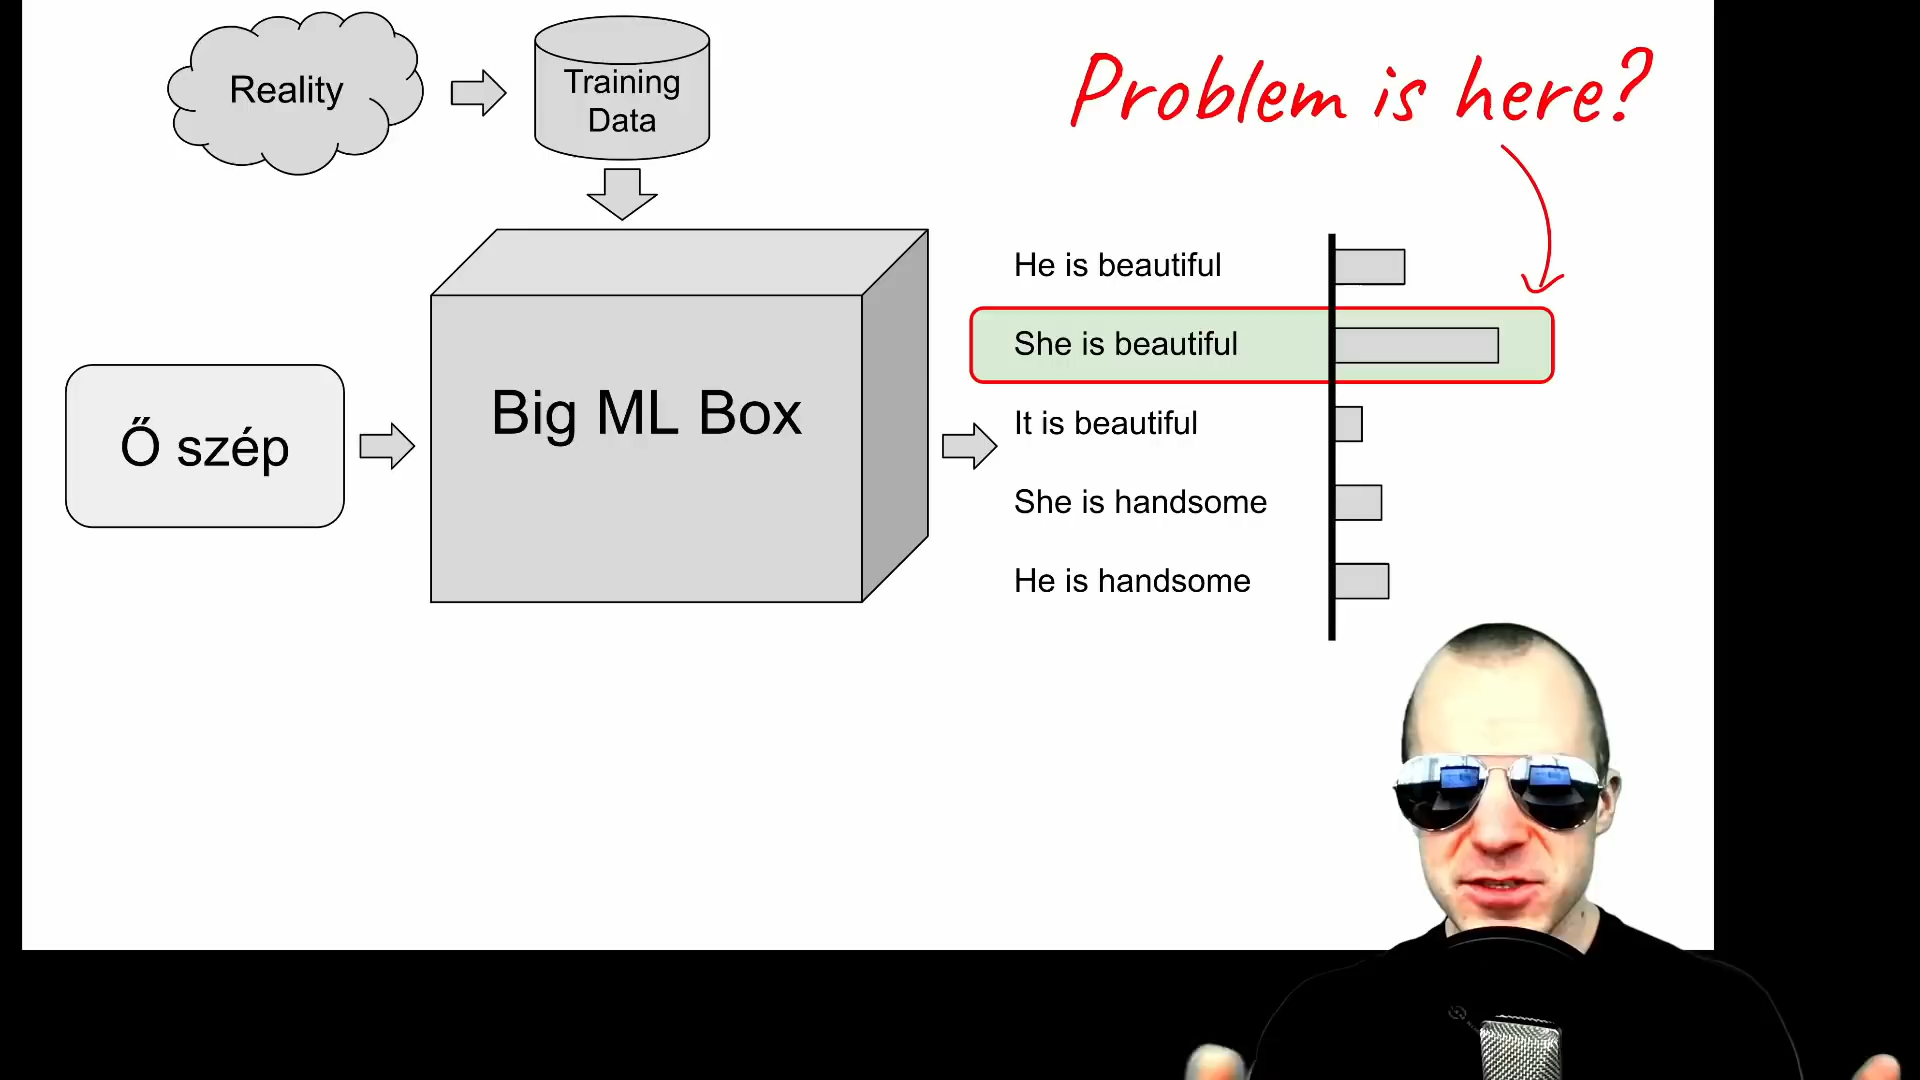 Reality
Training
Data
Problem is here?
Ő szép
Big ML Box
He is beautiful
She is beautiful
It is beautiful
She is handsome
He is handsome